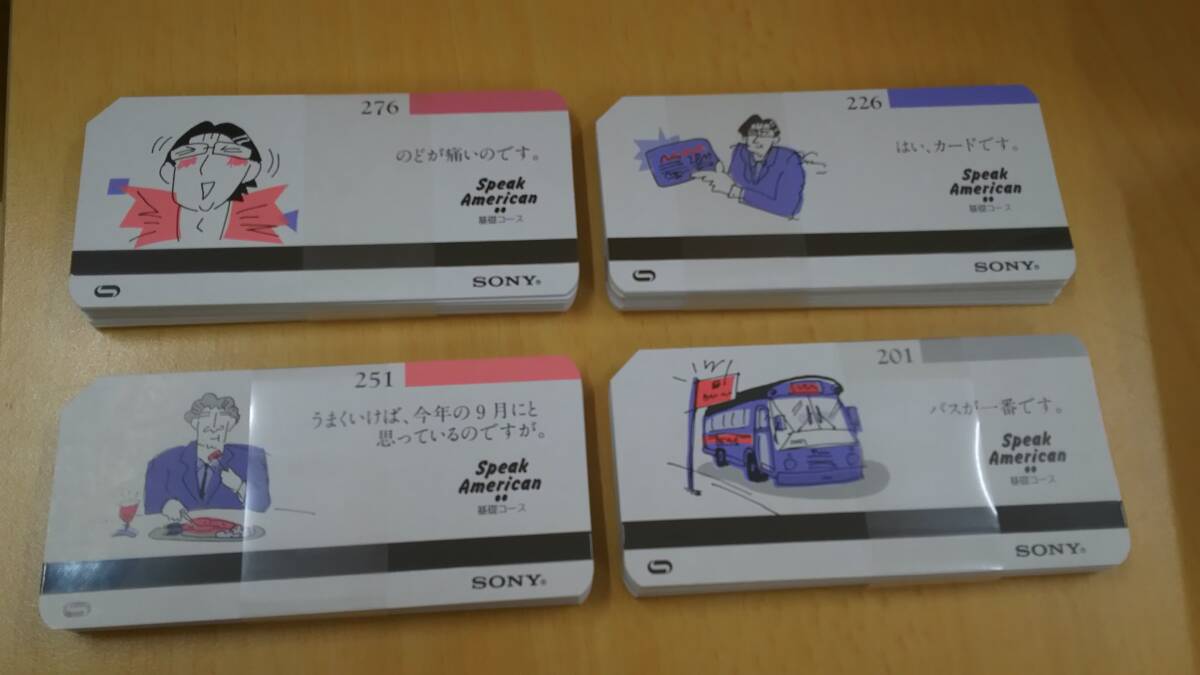 276
のどが痛いのです。
Speak
American
基礎コース
SONY®
226
はい、カードです。
Speak
American
基礎コース
SONY®
251
うまくいけば、今年の9月にと
思っているのですが。
Speak
American
基礎コース
SONY®
201
バスが一番です。
Speak
American
基礎コース
SONY®